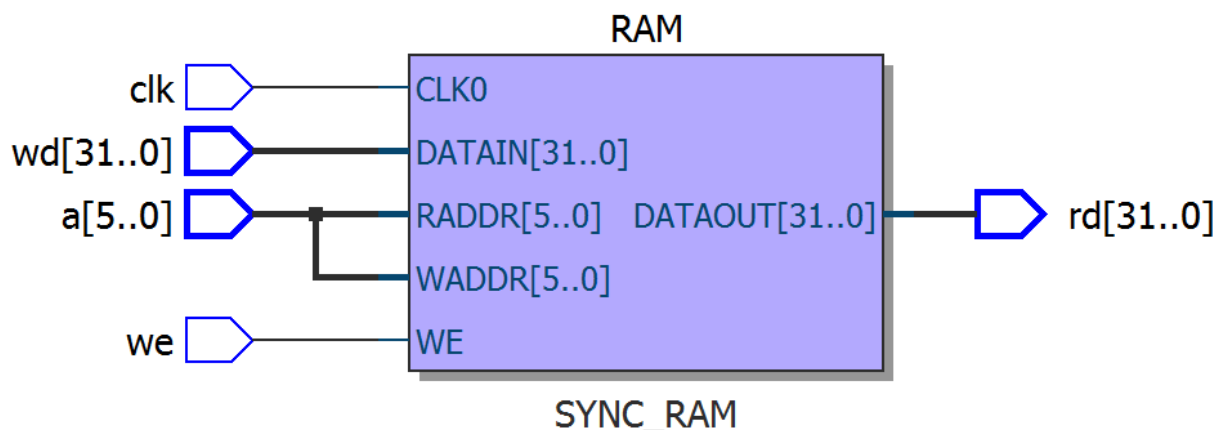 RAM
clk
CLK0
wd[31..0]
DATAIN[31..0]
a[5..0]
RADDR[5..0]
DATAOUT[31..0]
rd[31..0]
WADDR[5..0]
we
WE
SYNC_RAM